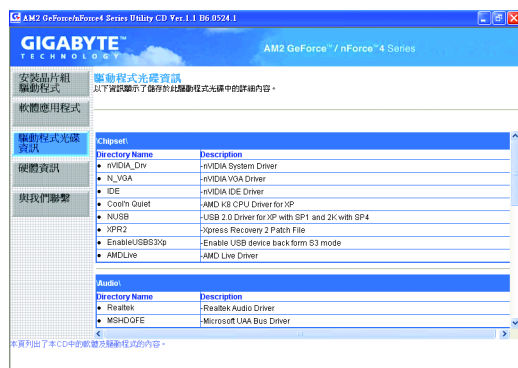 AM2 GeForce/nForce4 Series Utility CD Ver.1.1 B6.0524.1
GIGABYTE™
TECHNOLOGY
AM2 GeForce™/ nForce™4 Series
安裝晶片組
驅動程式
軟體應用程式
驅動程式光碟
資訊
硬體資訊
與我們聯繫
驅動程式光碟資訊
以下資訊顯示了儲存於此驅動程式光碟中的詳細內容。
\Chipset\
Directory Name Description
• nVIDIA_Drv -nVIDIA System Driver
• N_VGA -nVIDIA VGA Driver
• IDE -nVIDIA IDE Driver
• Cool'n Quiet -AMD K8 CPU Driver for XP
• NUSB -USB 2.0 Driver for XP with SP1 and 2K with SP4
• XPR2 -Xpress Recovery 2 Patch File
• EnableUSBS3Xp -Enable USB device back form S3 mode
• AMDLive -AMD Live Driver
\Audio\
Directory Name Description
• Realtek -Realtek Audio Driver
• MSHDQFE -Microsoft UAA Bus Driver
本頁列出了本CD中的軟體及驅動程式的內容。